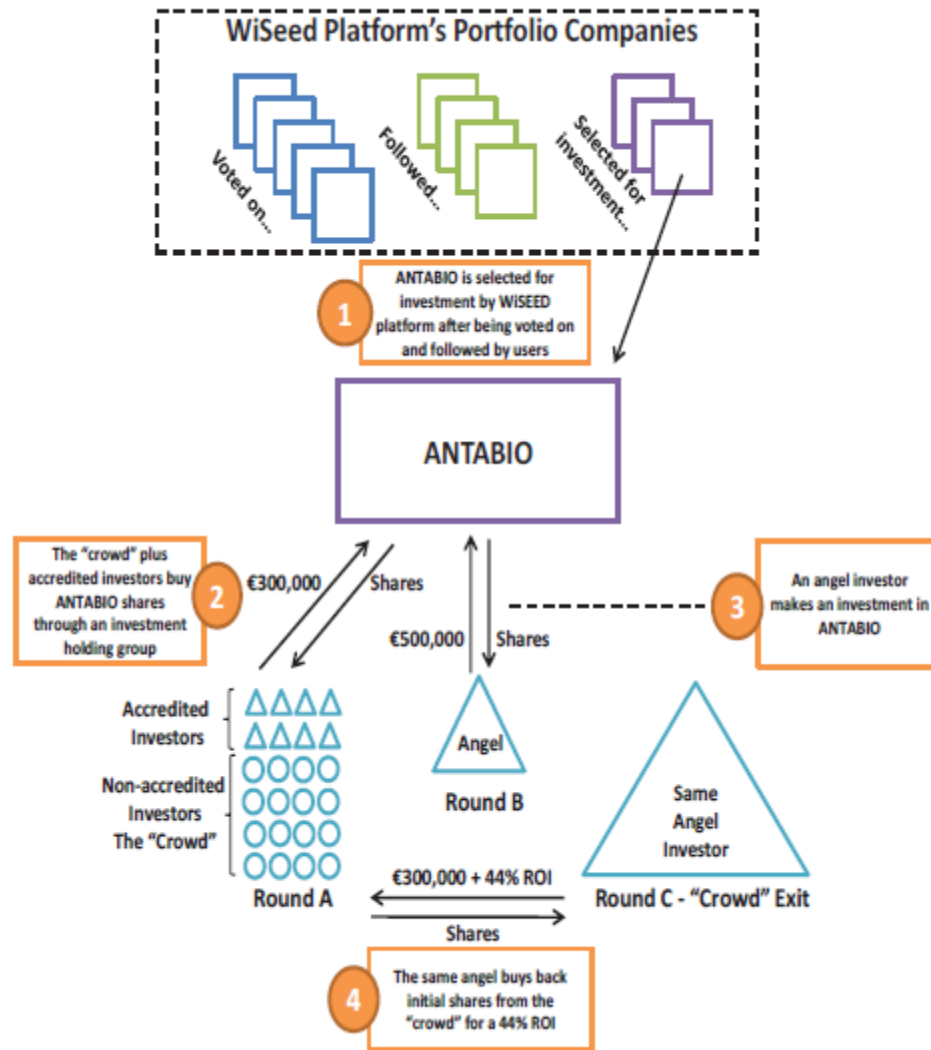 WiSeed Platform's Portfolio Companies
Voted on...
Followed...
Selected for
investment...
1
ANTABIO is selected for
investment by WiSEED
platform after being voted on
and followed by users
ANTABIO
The "crowd" plus
accredited investors buy
ANTABIO shares
through an investment
holding group
2
€300,000
Shares
€500,000
Shares
3
An angel investor
makes an investment in
ANTABIO
Accredited
Investors
Non-accredited
Investors
The "Crowd"
Round A
Angel
Round B
Same
Angel
Investor
Round C - "Crowd" Exit
€300,000 + 44% ROI
Shares
4
The same angel buys back
initial shares from the
"crowd" for a 44% ROI